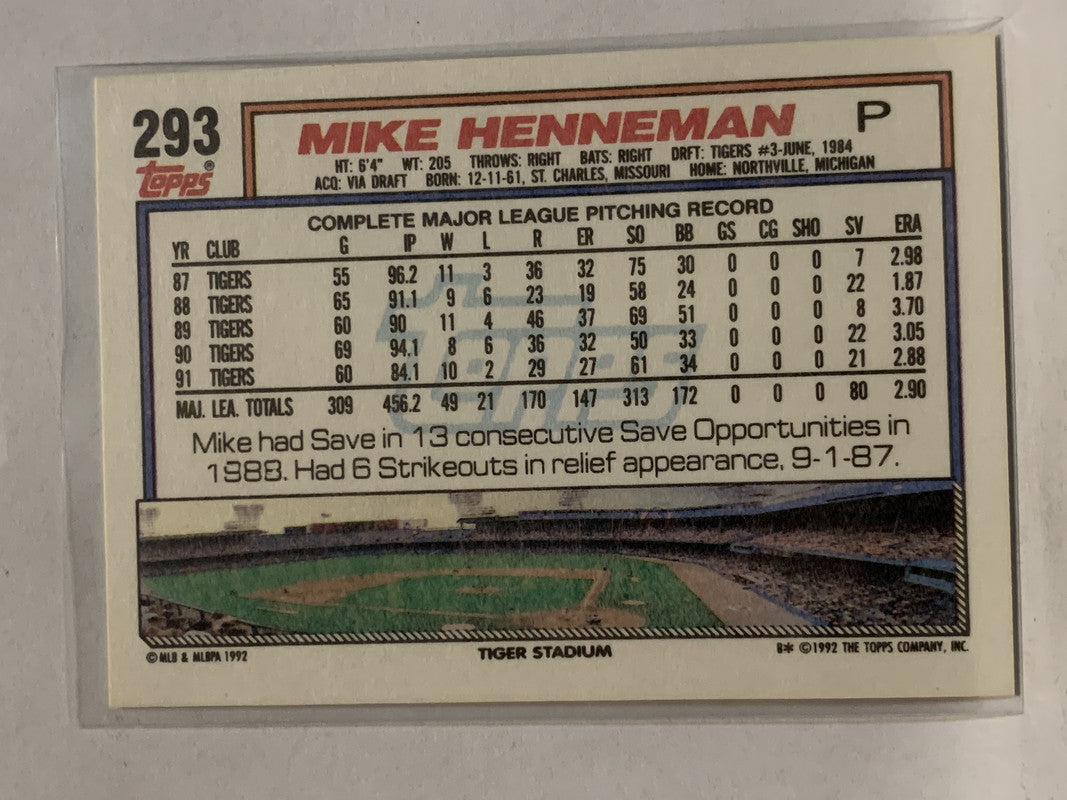 293
topps®
MIKE HENNEMAN P
HT: 6'4" WT: 205 THROWS: RIGHT BATS: RIGHT DRFT: TIGERS #3-JUNE, 1984
ACQ: VIA DRAFT BORN: 12-11-61, ST. CHARLES, MISSOURI HOME: NORTHVILLE, MICHIGAN
COMPLETE MAJOR LEAGUE PITCHING RECORD
YR CLUB G IP W L R ER SO BB GS CG SHO SV ERA
87 TIGERS 55 96.2 11 3 36 32 75 30 0 0 0 7 2.98
88 TIGERS 65 91.1 9 6 23 19 58 24 0 0 0 22 1.87
89 TIGERS 60 90 11 4 46 37 69 51 0 0 0 8 3.70
90 TIGERS 69 94.1 8 6 36 32 50 33 0 0 0 22 3.05
91 TIGERS 60 84.1 10 2 29 27 61 34 0 0 0 21 2.88
MAJ. LEA. TOTALS 309 456.2 49 21 170 147 313 172 0 0 0 80 2.90
Mike had Save in 13 consecutive Save Opportunities in
1988. Had 6 Strikeouts in relief appearance, 9-1-87.
©MLB & MLBPA 1992 TIGER STADIUM B* ©1992 THE TOPPS COMPANY, INC.